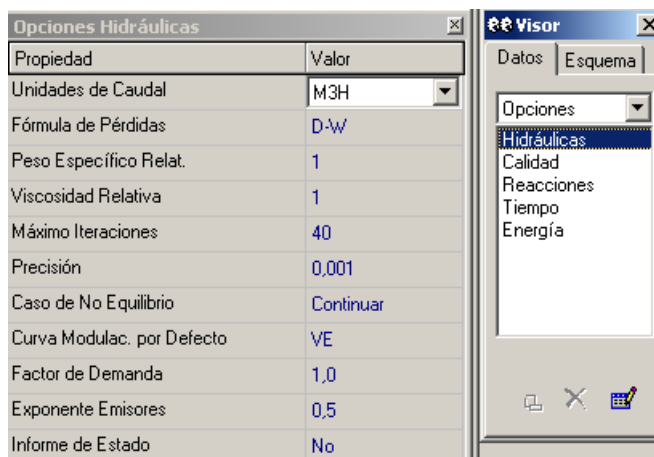 Opciones Hidráulicas
Propiedad Valor
Unidades de Caudal M3H
Fórmula de Pérdidas D-W
Peso Específico Relat. 1
Viscosidad Relativa 1
Máximo Iteraciones 40
Precisión 0,001
Caso de No Equilibrio Continuar
Curva Modulac. por Defecto VE
Factor de Demanda 1,0
Exponente Emisores 0,5
Informe de Estado No
Visor
Datos Esquema
Opciones
Hidráulicas
Calidad
Reacciones
Tiempo
Energía